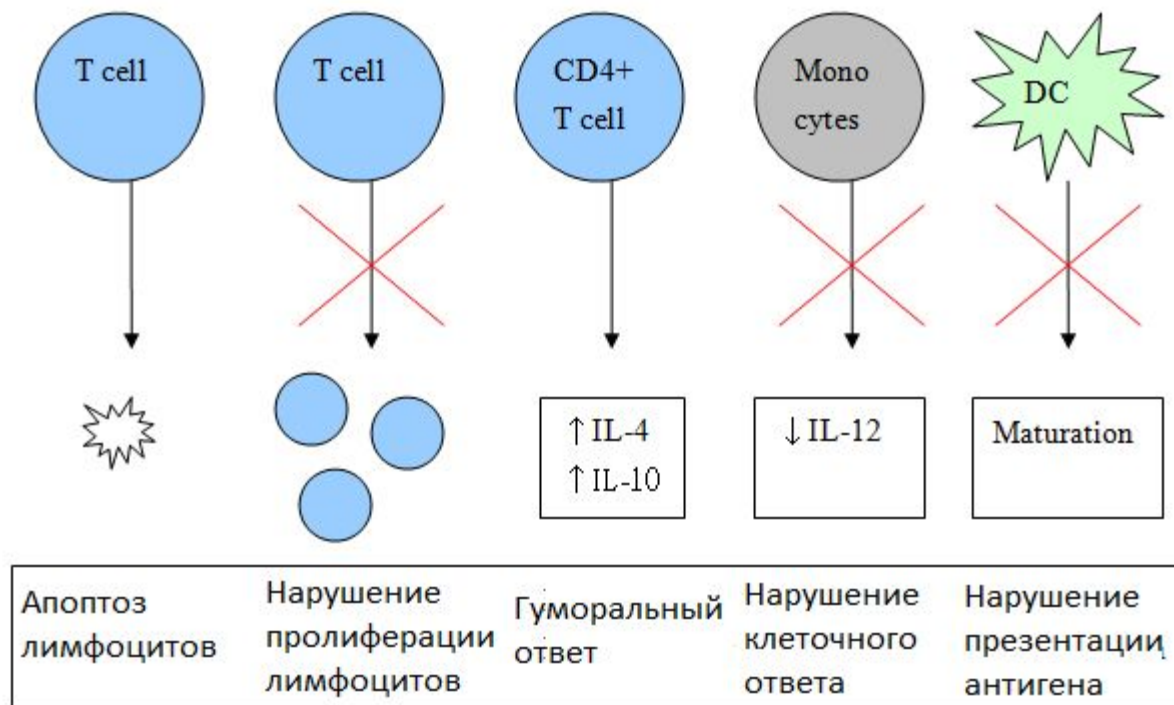 T cell
T cell
CD4+
T cell
Mono
cytes
DC
↑ IL-4
↑ IL-10
↓ IL-12
Maturation
Апоптоз
лимфоцитов
Нарушение
пролиферации
лимфоцитов
Гуморальный
ответ
Нарушение
клеточного
ответа
Нарушение
презентации
антигена